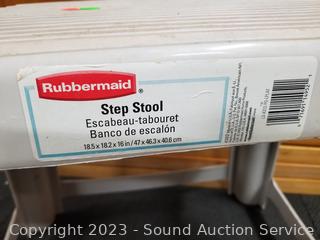 Rubbermaid®
Step Stool
Escabeau-tabouret
Banco de escalón
18.5 x 18.2 x 16 in / 47 x 46.3 x 40.6 cm
Copyright © 2023 - Sound Auction Service